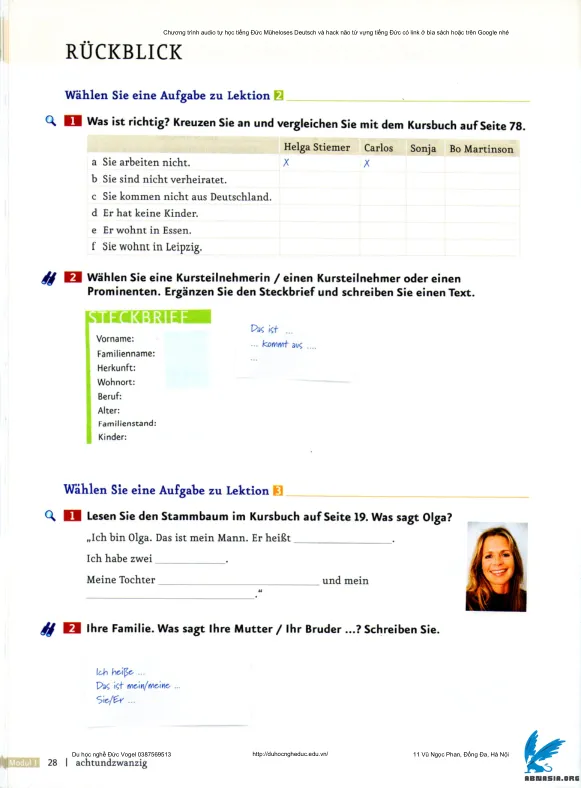 Chương trình audio tự học tiếng Đức Müheloses Deutsch và hack não từ vựng tiếng Đức có link ở bìa sách hoặc trên Google nhé
RÜCKBLICK
Wählen Sie eine Aufgabe zu Lektion 2
1 Was ist richtig? Kreuzen Sie an und vergleichen Sie mit dem Kursbuch auf Seite 78.
Helga Stiemer Carlos Sonja Bo Martinson
a Sie arbeiten nicht. X X
b Sie sind nicht verheiratet.
c Sie kommen nicht aus Deutschland.
d Er hat keine Kinder.
e Er wohnt in Essen.
f Sie wohnt in Leipzig.
2 Wählen Sie eine Kursteilnehmerin / einen Kursteilnehmer oder einen
Prominenten. Ergänzen Sie den Steckbrief und schreiben Sie einen Text.
STECKBRIEF
Vorname:
Familienname:
Herkunft:
Wohnort:
Beruf:
Alter:
Familienstand:
Kinder:
Das ist ...
... kommt aus ....
...
Wählen Sie eine Aufgabe zu Lektion 3
1 Lesen Sie den Stammbaum im Kursbuch auf Seite 19. Was sagt Olga?
„Ich bin Olga. Das ist mein Mann. Er heißt ____________________.
Ich habe zwei ______________.
Meine Tochter ______________________________ und mein
______________________________.“
2 Ihre Familie. Was sagt Ihre Mutter / Ihr Bruder ...? Schreiben Sie.
Ich heiße ...
Das ist mein/meine ...
Sie/Er ...
Du học nghề Đức Vogel 0387569513 http://duhocngheduc.edu.vn/ 11 Vũ Ngọc Phan, Đống Đa, Hà Nội
Modul 1 28 | achtundzwanzig
ABMASIA.ORG